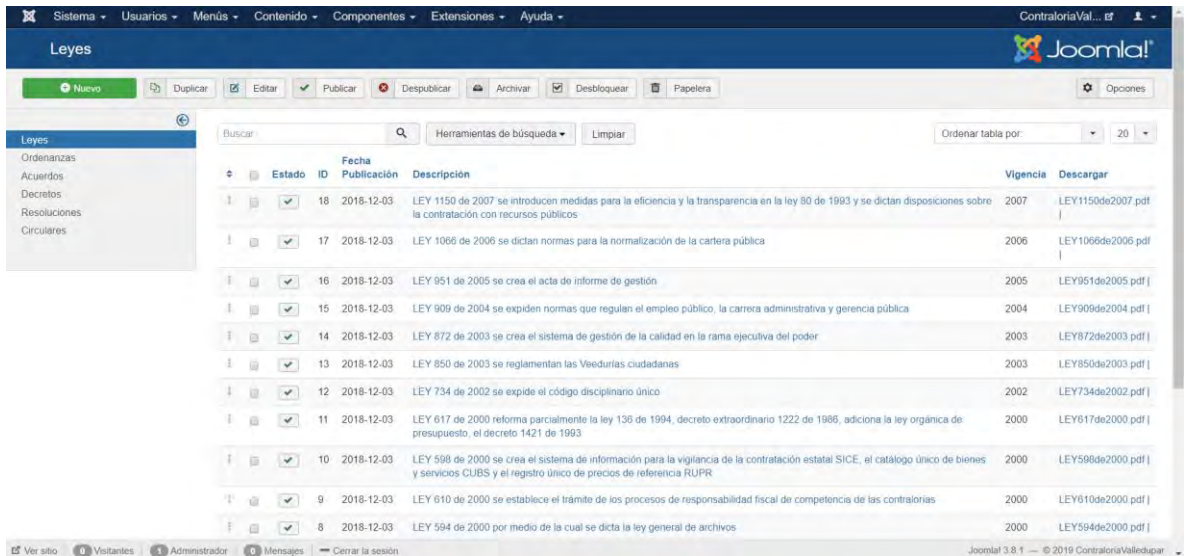 Sistema Usuarios Menús Contenido Componentes Extensiones Ayuda ContraloriaVal...
Leyes Joomla!
Nuevo Duplicar Editar Publicar Despublicar Archivar Desbloquear Papelera Opciones
Leyes
Ordenanzas
Acuerdos
Decretos
Resoluciones
Circulares
Buscar Herramientas de búsqueda Limpiar Ordenar tabla por: 20
Estado ID Fecha Publicación Descripción Vigencia Descargar
18 2018-12-03 LEY 1150 de 2007 se introducen medidas para la eficiencia y la transparencia en la ley 80 de 1993 y se dictan disposiciones sobre 2007 LEY1150de2007.pdf
la contratación con recursos públicos |
17 2018-12-03 LEY 1066 de 2006 se dictan normas para la normalización de la cartera pública 2006 LEY1066de2006.pdf
|
16 2018-12-03 LEY 951 de 2005 se crea el acta de informe de gestión 2005 LEY951de2005.pdf |
15 2018-12-03 LEY 909 de 2004 se expiden normas que regulan el empleo público, la carrera administrativa y gerencia pública 2004 LEY909de2004.pdf |
14 2018-12-03 LEY 872 de 2003 se crea el sistema de gestión de la calidad en la rama ejecutiva del poder 2003 LEY872de2003.pdf |
13 2018-12-03 LEY 850 de 2003 se reglamentan las Veedurías ciudadanas 2003 LEY850de2003.pdf |
12 2018-12-03 LEY 734 de 2002 se expide el código disciplinario único 2002 LEY734de2002.pdf |
11 2018-12-03 LEY 617 de 2000 reforma parcialmente la ley 136 de 1994, decreto extraordinario 1222 de 1986, adiciona la ley orgánica de 2000 LEY617de2000.pdf |
presupuesto, el decreto 1421 de 1993
10 2018-12-03 LEY 598 de 2000 se crea el sistema de información para la vigilancia de la contratación estatal SICE, el catálogo único de bienes 2000 LEY598de2000.pdf |
y servicios CUBS y el registro único de precios de referencia RUPR
9 2018-12-03 LEY 610 de 2000 se establece el trámite de los procesos de responsabilidad fiscal de competencia de las contralorías 2000 LEY610de2000.pdf |
8 2018-12-03 LEY 594 de 2000 por medio de la cual se dicta la ley general de archivos 2000 LEY594de2000.pdf |
Ver sitio 0 Visitantes 1 Administrador 0 Mensajes Cerrar la sesión Joomla! 3.8.1 — © 2019 ContraloriaValledupar